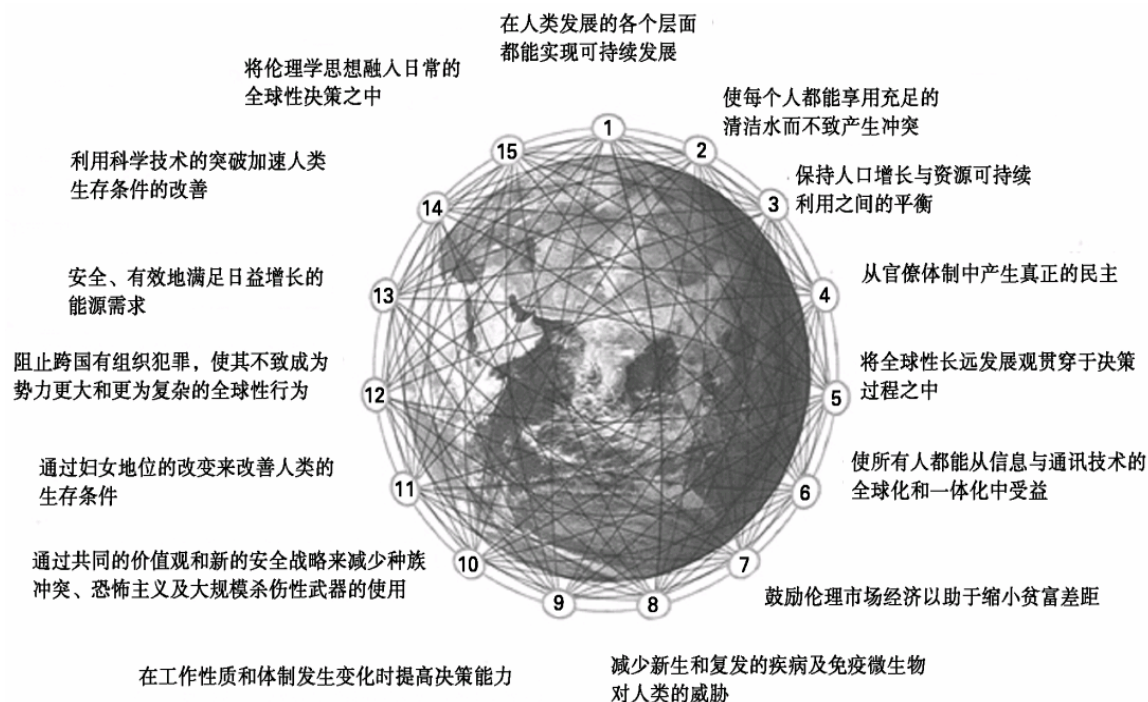 在人类发展的各个层面
都能实现可持续发展
将伦理学思想融入日常的
全球性决策之中
使每个人都能享用充足的
清洁水而不致产生冲突
利用科学技术的突破加速人类
生存条件的改善
保持人口增长与资源可持续
利用之间的平衡
安全、有效地满足日益增长的
能源需求
从官僚体制中产生真正的民主
阻止跨国有组织犯罪，使其不致成为
势力更大和更为复杂的全球性行为
将全球性长远发展观贯穿于决策
过程之中
通过妇女地位的改变来改善人类的
生存条件
使所有人都能从信息与通讯技术的
全球化和一体化中受益
通过共同的价值观和新的安全战略来减少种族
冲突、恐怖主义及大规模杀伤性武器的使用
鼓励伦理市场经济以助于缩小贫富差距
在工作性质和体制发生变化时提高决策能力
减少新生和复发的疾病及免疫微生物
对人类的威胁
1
2
3
4
5
6
7
8
9
10
11
12
13
14
15